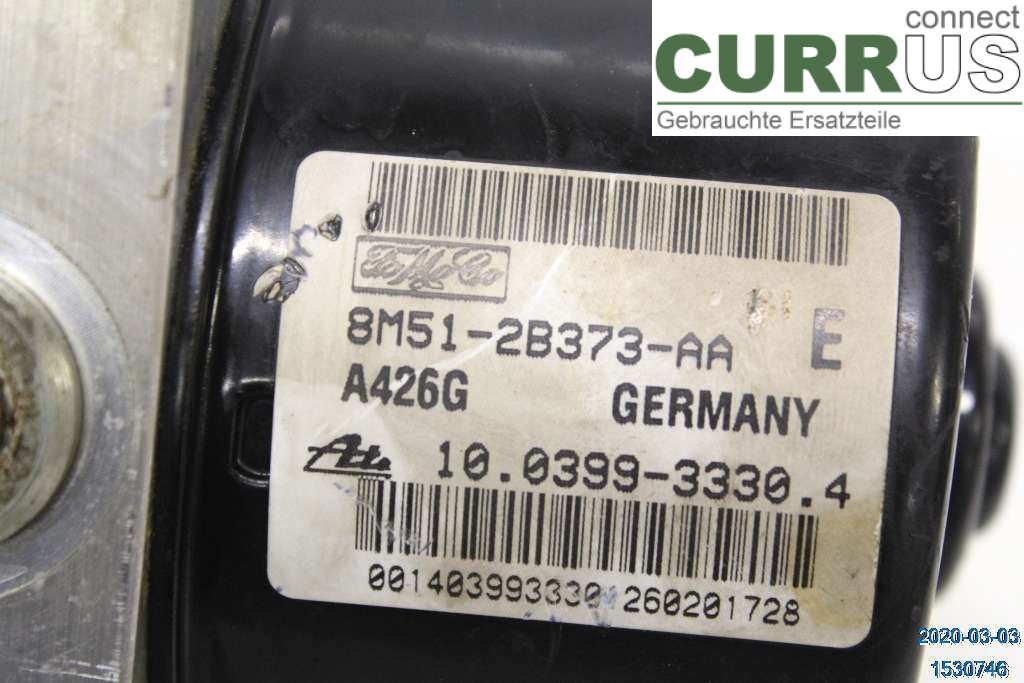 connect
CURRUS
Gebrauchte Ersatzteile
FoMoCo
8M51-2B373-AA E
A426G GERMANY
Ate 10.0399-3330.4
001403993330 260201728
2020-03-03
1530746